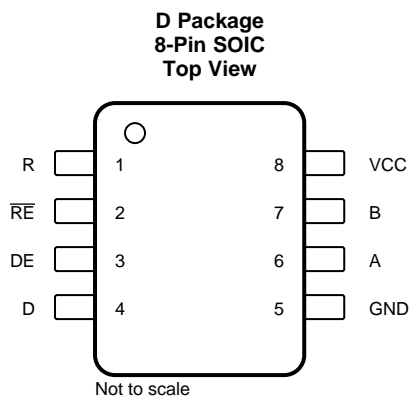 D Package
8-Pin SOIC
Top View
R 1 8 VCC
R̅E̅ 2 7 B
DE 3 6 A
D 4 5 GND
Not to scale